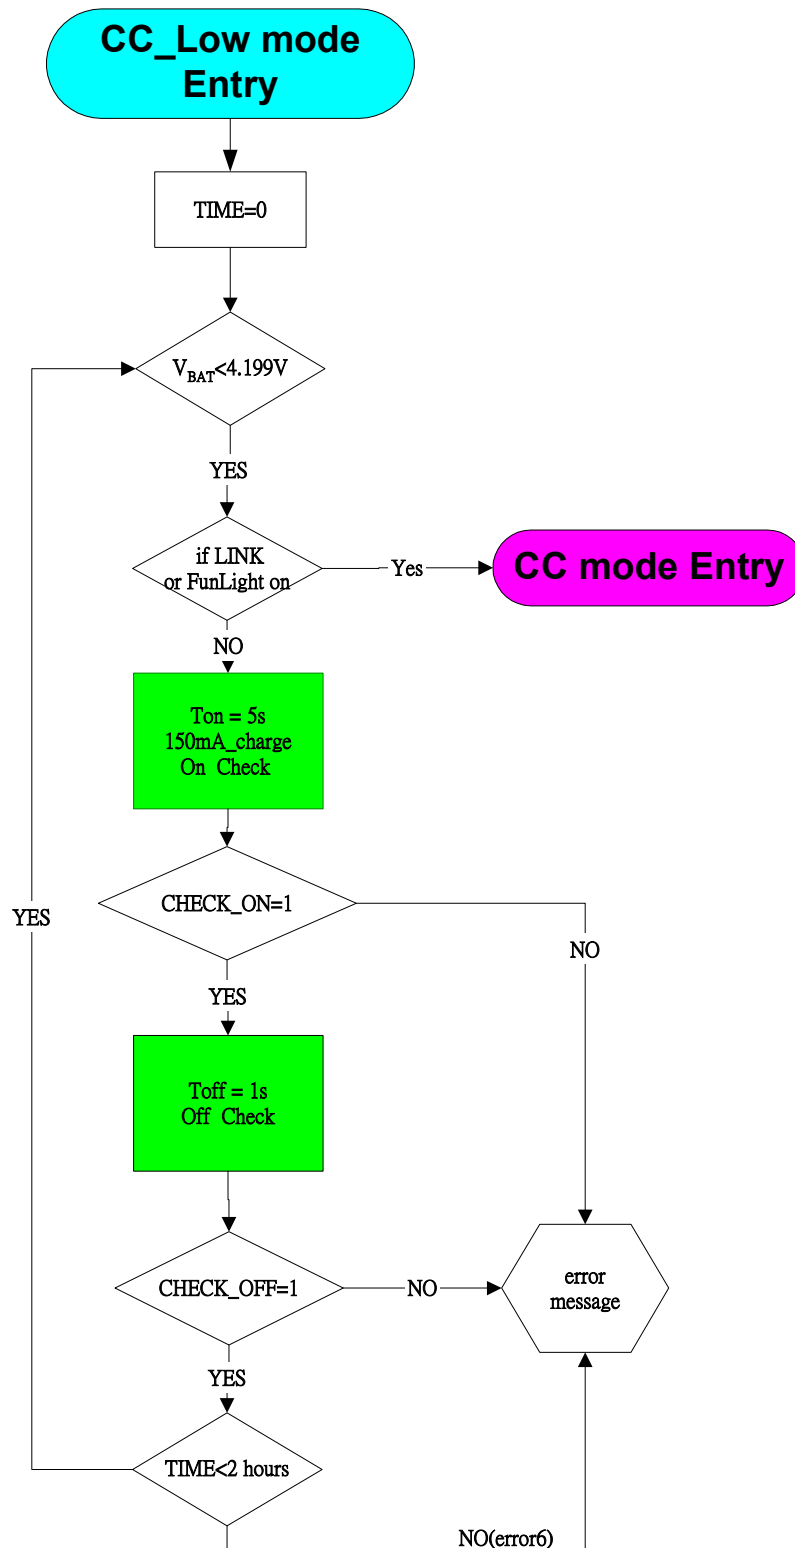 CC_Low mode
Entry
TIME=0
VBAT<4.199V
YES
if LINK
or FunLight on
Yes
CC mode Entry
NO
Ton = 5s
150mA_charge
On Check
CHECK_ON=1
YES
NO
YES
Toff = 1s
Off Check
CHECK_OFF=1
NO
error
message
YES
TIME<2 hours
NO(error6)